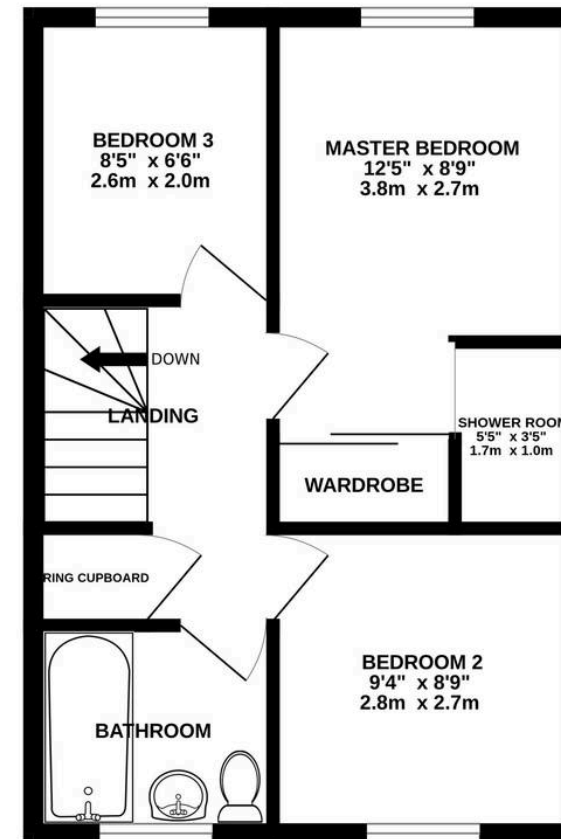 BEDROOM 3
8'5" x 6'6"
2.6m x 2.0m
MASTER BEDROOM
12'5" x 8'9"
3.8m x 2.7m
DOWN
LANDING
SHOWER ROOM
5'5" x 3'5"
1.7m x 1.0m
WARDROBE
RING CUPBOARD
BEDROOM 2
9'4" x 8'9"
2.8m x 2.7m
BATHROOM